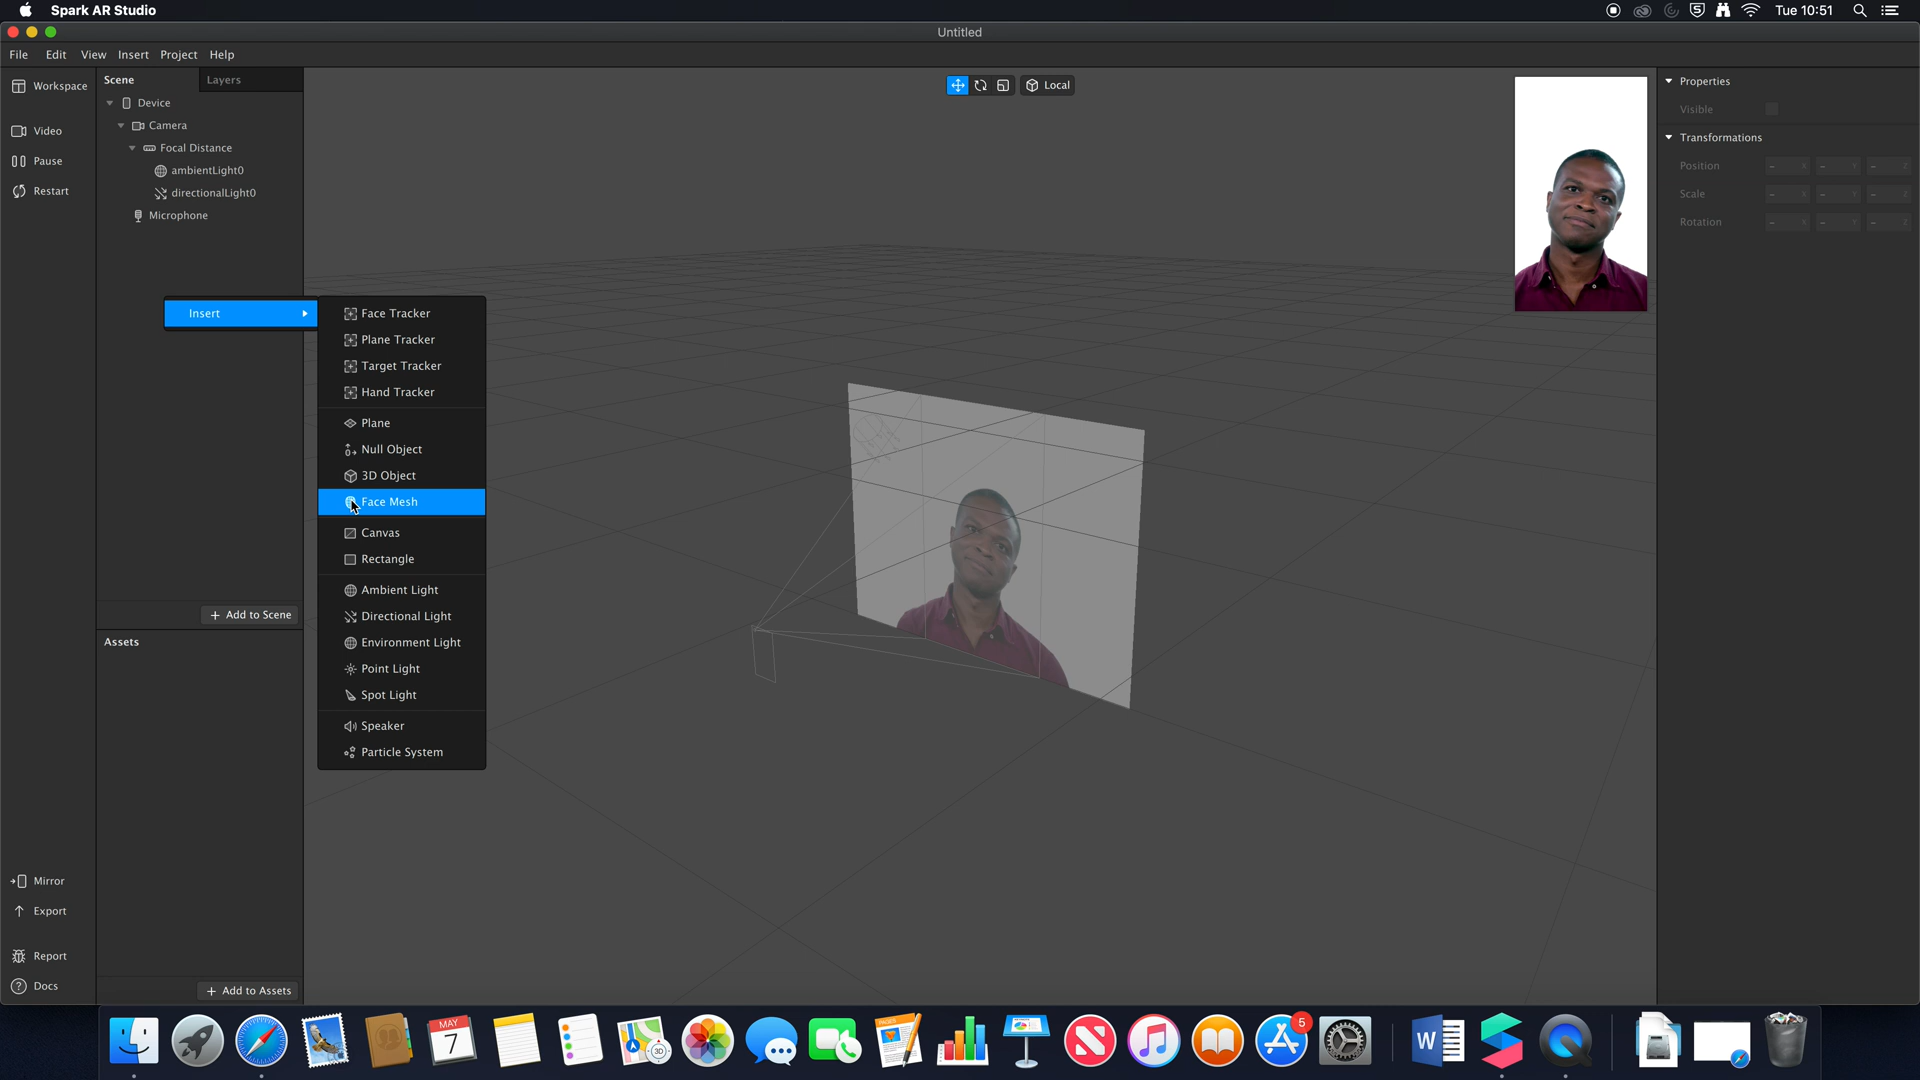 Spark AR Studio
Tue 10:51
Untitled
File Edit View Insert Project Help
Workspace
Video
Pause
Restart
Mirror
Export
Report
Docs
Scene Layers
Device
Camera
Focal Distance
ambientLight0
directionalLight0
Microphone
+ Add to Scene
Assets
+ Add to Assets
Insert
Face Tracker
Plane Tracker
Target Tracker
Hand Tracker
Plane
Null Object
3D Object
Face Mesh
Canvas
Rectangle
Ambient Light
Directional Light
Environment Light
Point Light
Spot Light
Speaker
Particle System
Local
Properties
Visible
Transformations
Position – X – Y – Z
Scale – X – Y – Z
Rotation – X – Y – Z
MAY
7
3D
5
W